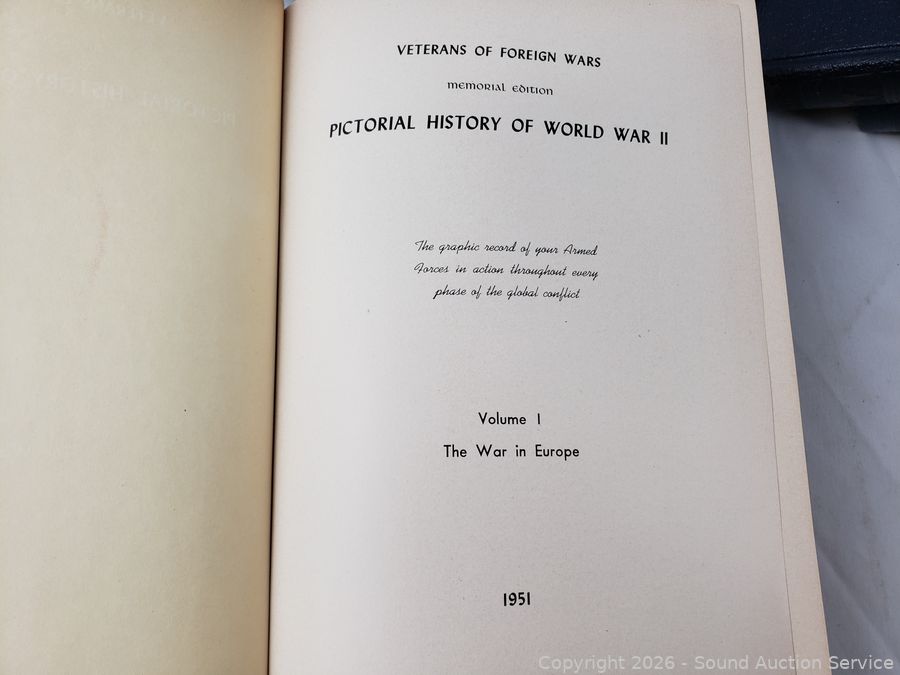 VETERANS OF FOREIGN WARS
MEMORIAL EDITION
PICTORIAL HISTORY OF WORLD WAR II
The graphic record of your Armed
Forces in action throughout every
phase of the global conflict
Volume I
The War in Europe
1951
Copyright 2026 - Sound Auction Service